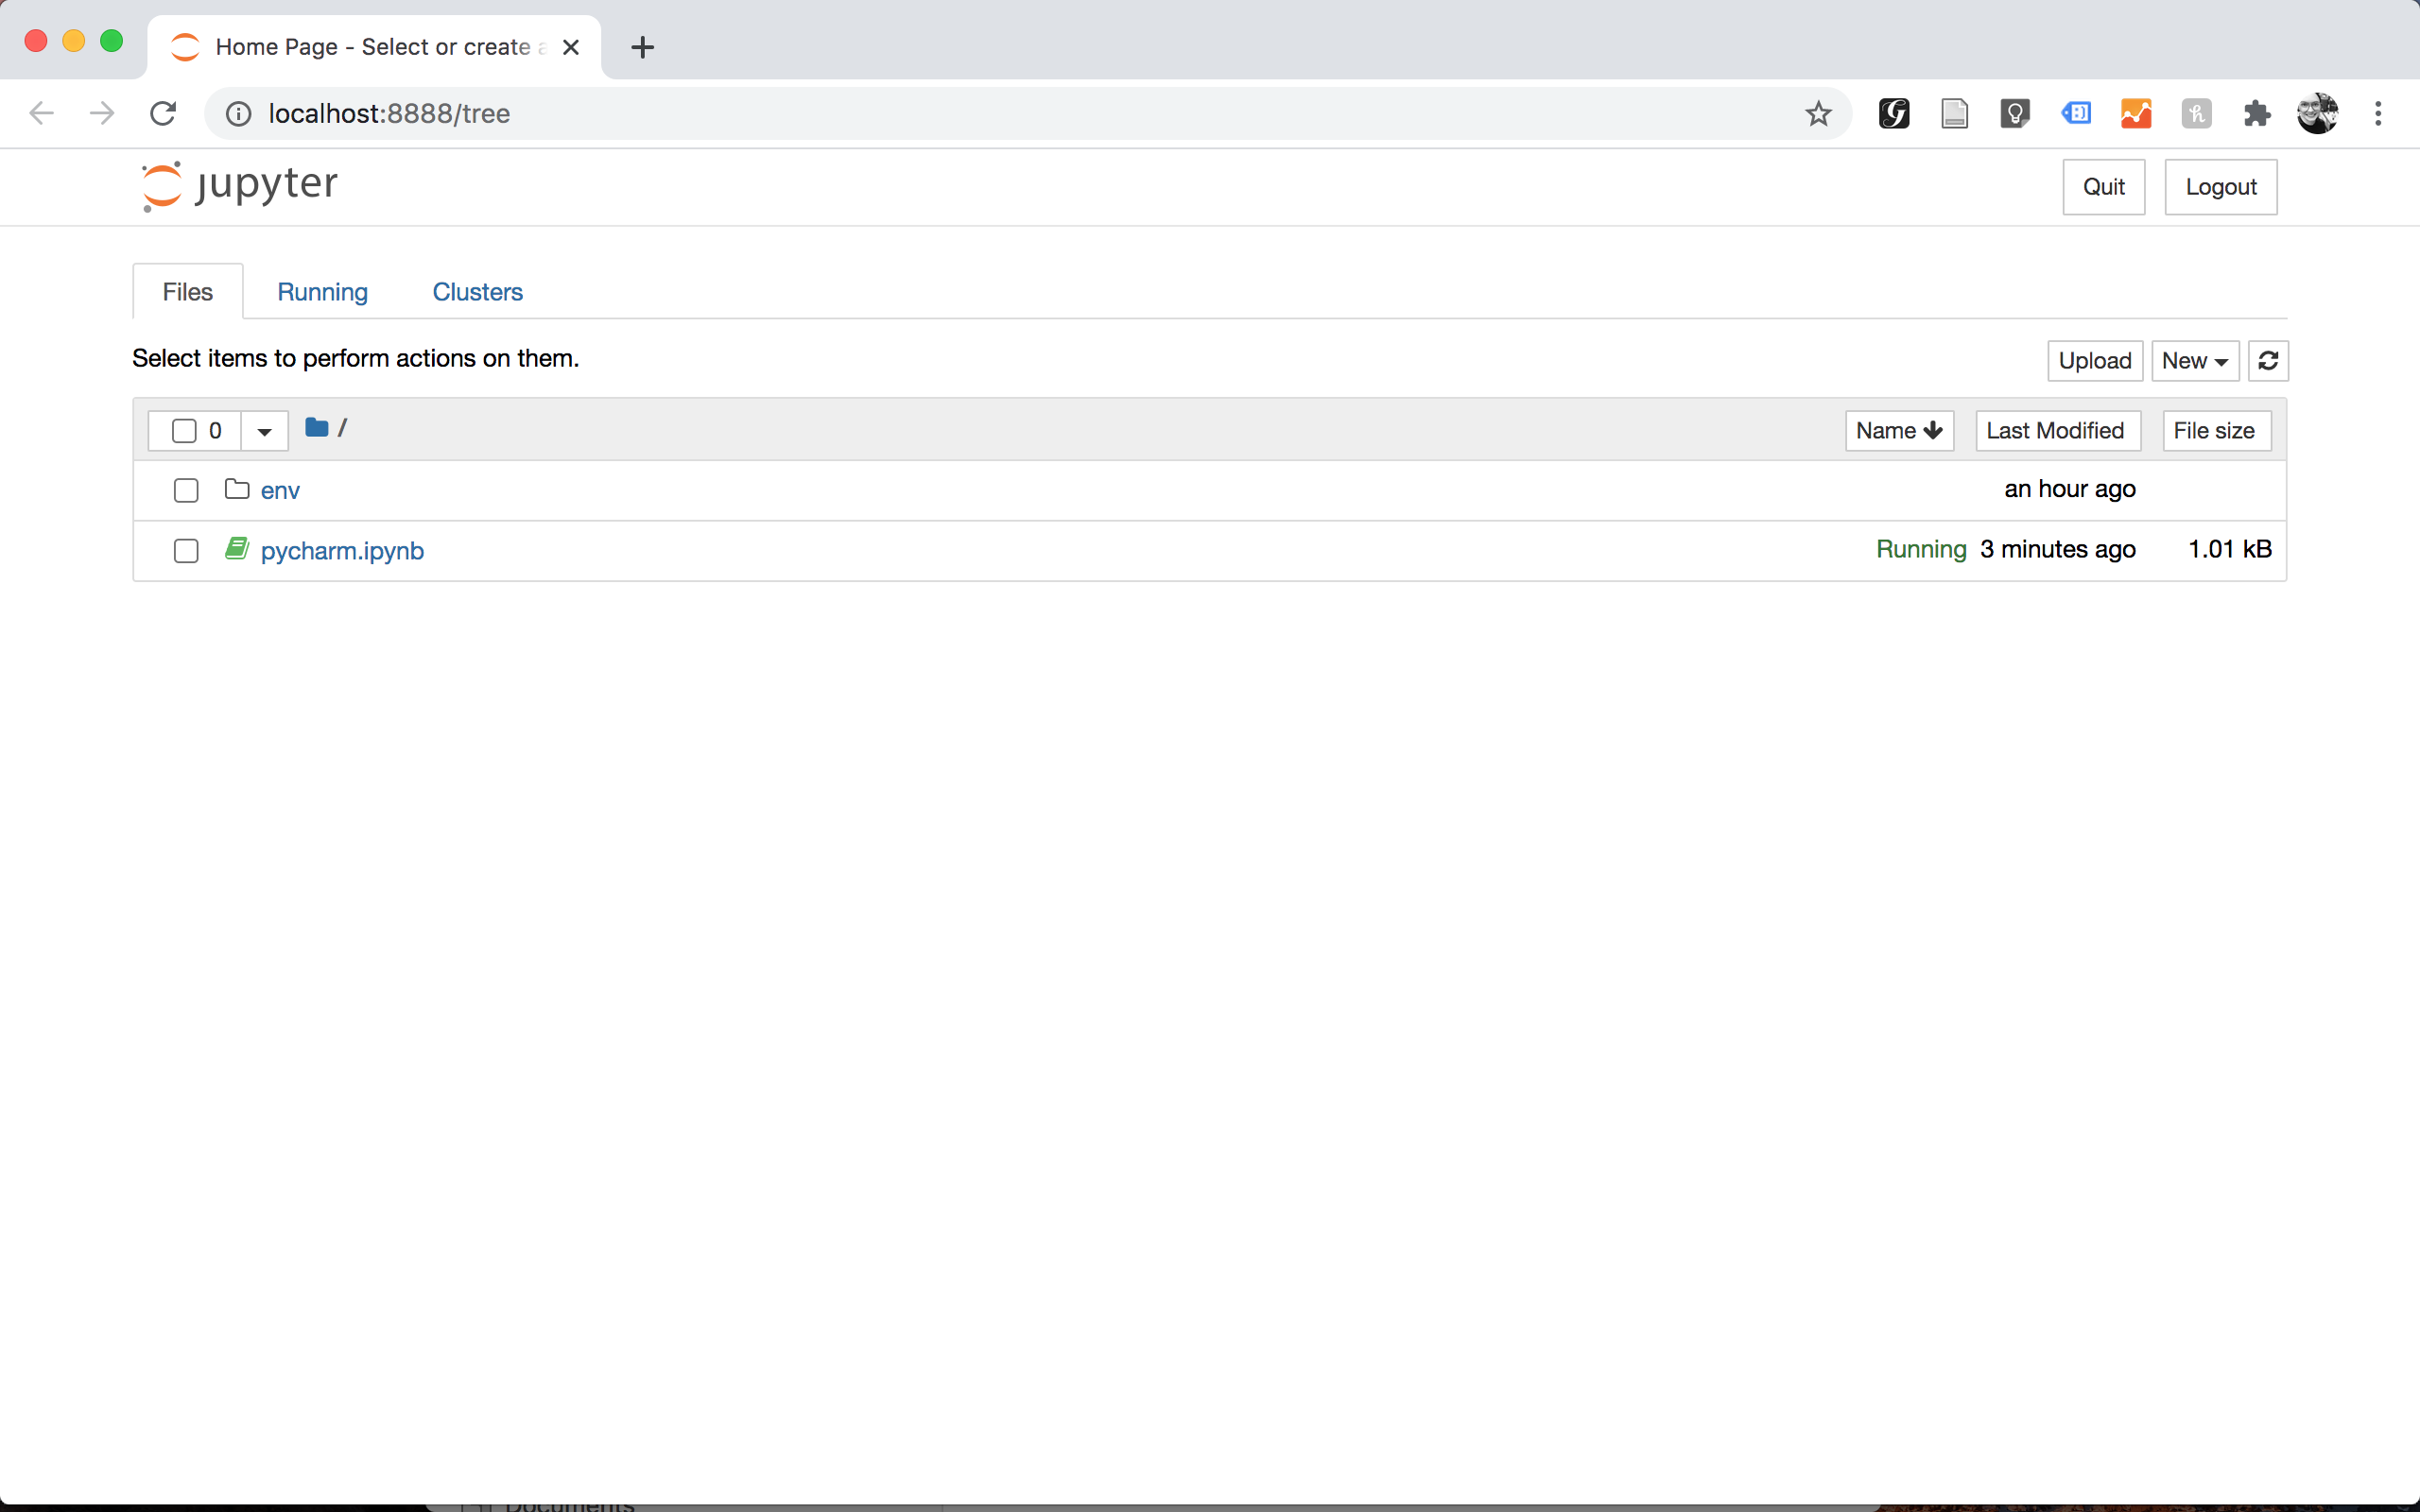 Home Page - Select or create a
localhost:8888/tree
jupyter
Quit
Logout
Files
Running
Clusters
Select items to perform actions on them.
Upload
New
0
/
Name
Last Modified
File size
env
an hour ago
pycharm.ipynb
Running
3 minutes ago
1.01 kB
Documents